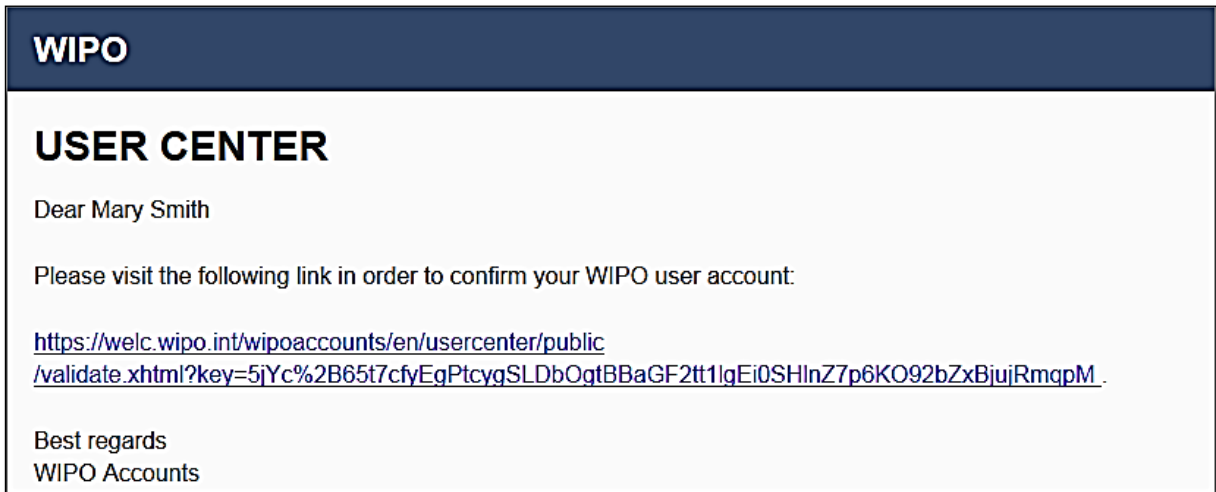 WIPO
USER CENTER
Dear Mary Smith
Please visit the following link in order to confirm your WIPO user account:
https://welc.wipo.int/wipoaccounts/en/usercenter/public
/validate.xhtml?key=5jYc%2B65t7cfyEgPtcygSLDbOgtBBaGF2tt1lgEi0SHlnZ7p6KO92bZxBjujRmqpM .
Best regards
WIPO Accounts